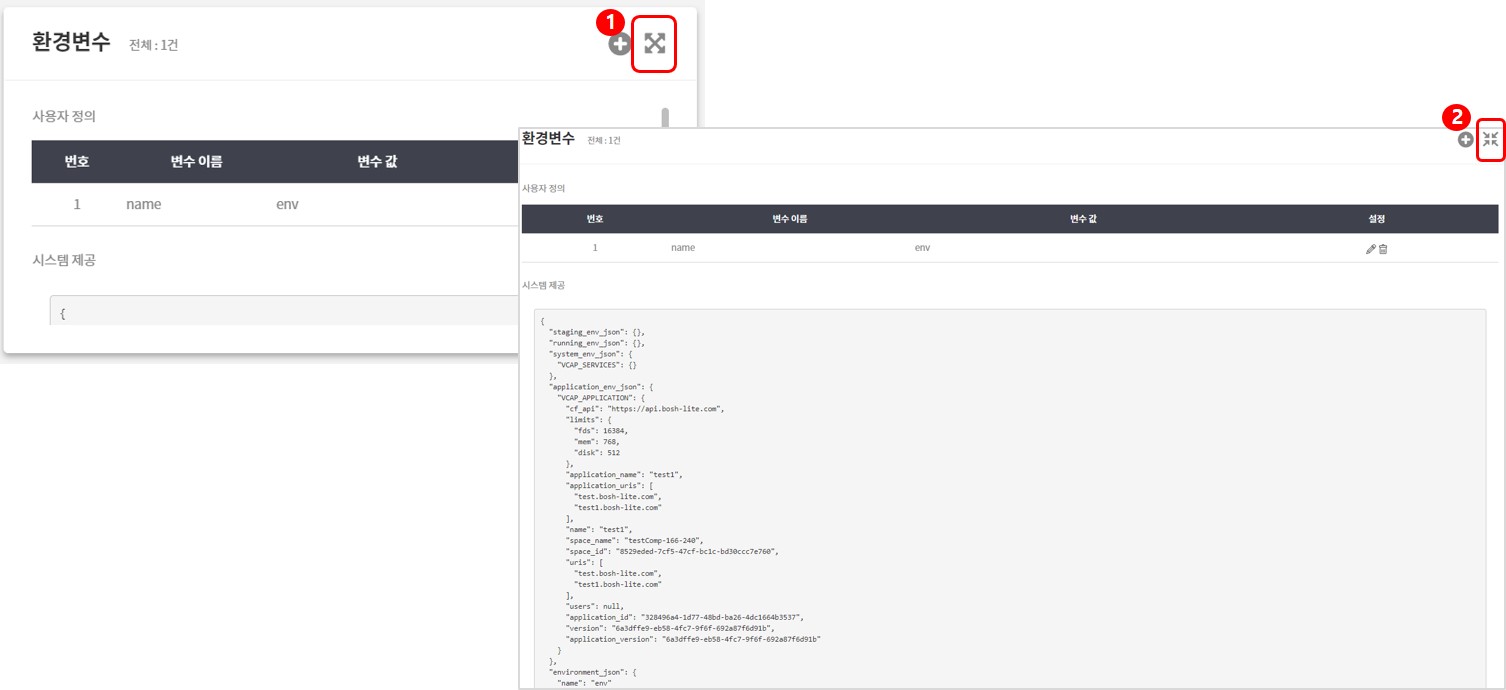 1
환경변수 전체 : 1건
사용자 정의
번호 변수 이름 변수 값
1 name env
시스템 제공
{
2
환경변수 전체 : 1건
사용자 정의
번호 변수 이름 변수 값 설정
1 name env
시스템 제공
{
"staging_env_json": {},
"running_env_json": {},
"system_env_json": {
"VCAP_SERVICES": {}
},
"application_env_json": {
"VCAP_APPLICATION": {
"cf_api": "https://api.bosh-lite.com",
"limits": {
"fds": 16384,
"mem": 768,
"disk": 512
},
"application_name": "test1",
"application_uris": [
"test.bosh-lite.com",
"test1.bosh-lite.com"
],
"name": "test1",
"space_name": "testComp-166-240",
"space_id": "8529eded-7cf5-47cf-bc1c-bd30ccc7e760",
"uris": [
"test.bosh-lite.com",
"test1.bosh-lite.com"
],
"users": null,
"application_id": "328496a4-1d77-48bd-ba26-4dc1664b3537",
"version": "6a3dffe9-eb58-4fc7-9f6f-692a87f6d91b",
"application_version": "6a3dffe9-eb58-4fc7-9f6f-692a87f6d91b"
}
},
"environment_json": {
"name": "env"